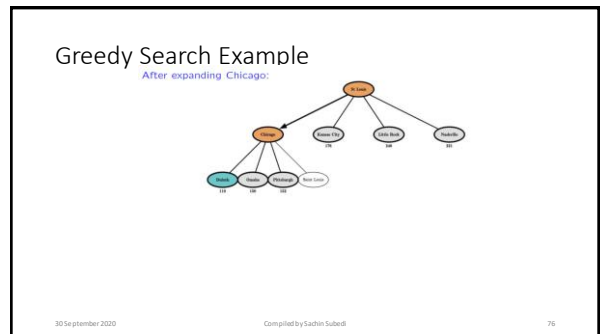 Greedy Search Example
After expanding Chicago:
St Louis
Chicago Kansas City Little Rock Nashville
Duluth Omaha Pittsburgh Saint Louis
30 September 2020 Compiled by Sachin Subedi 76